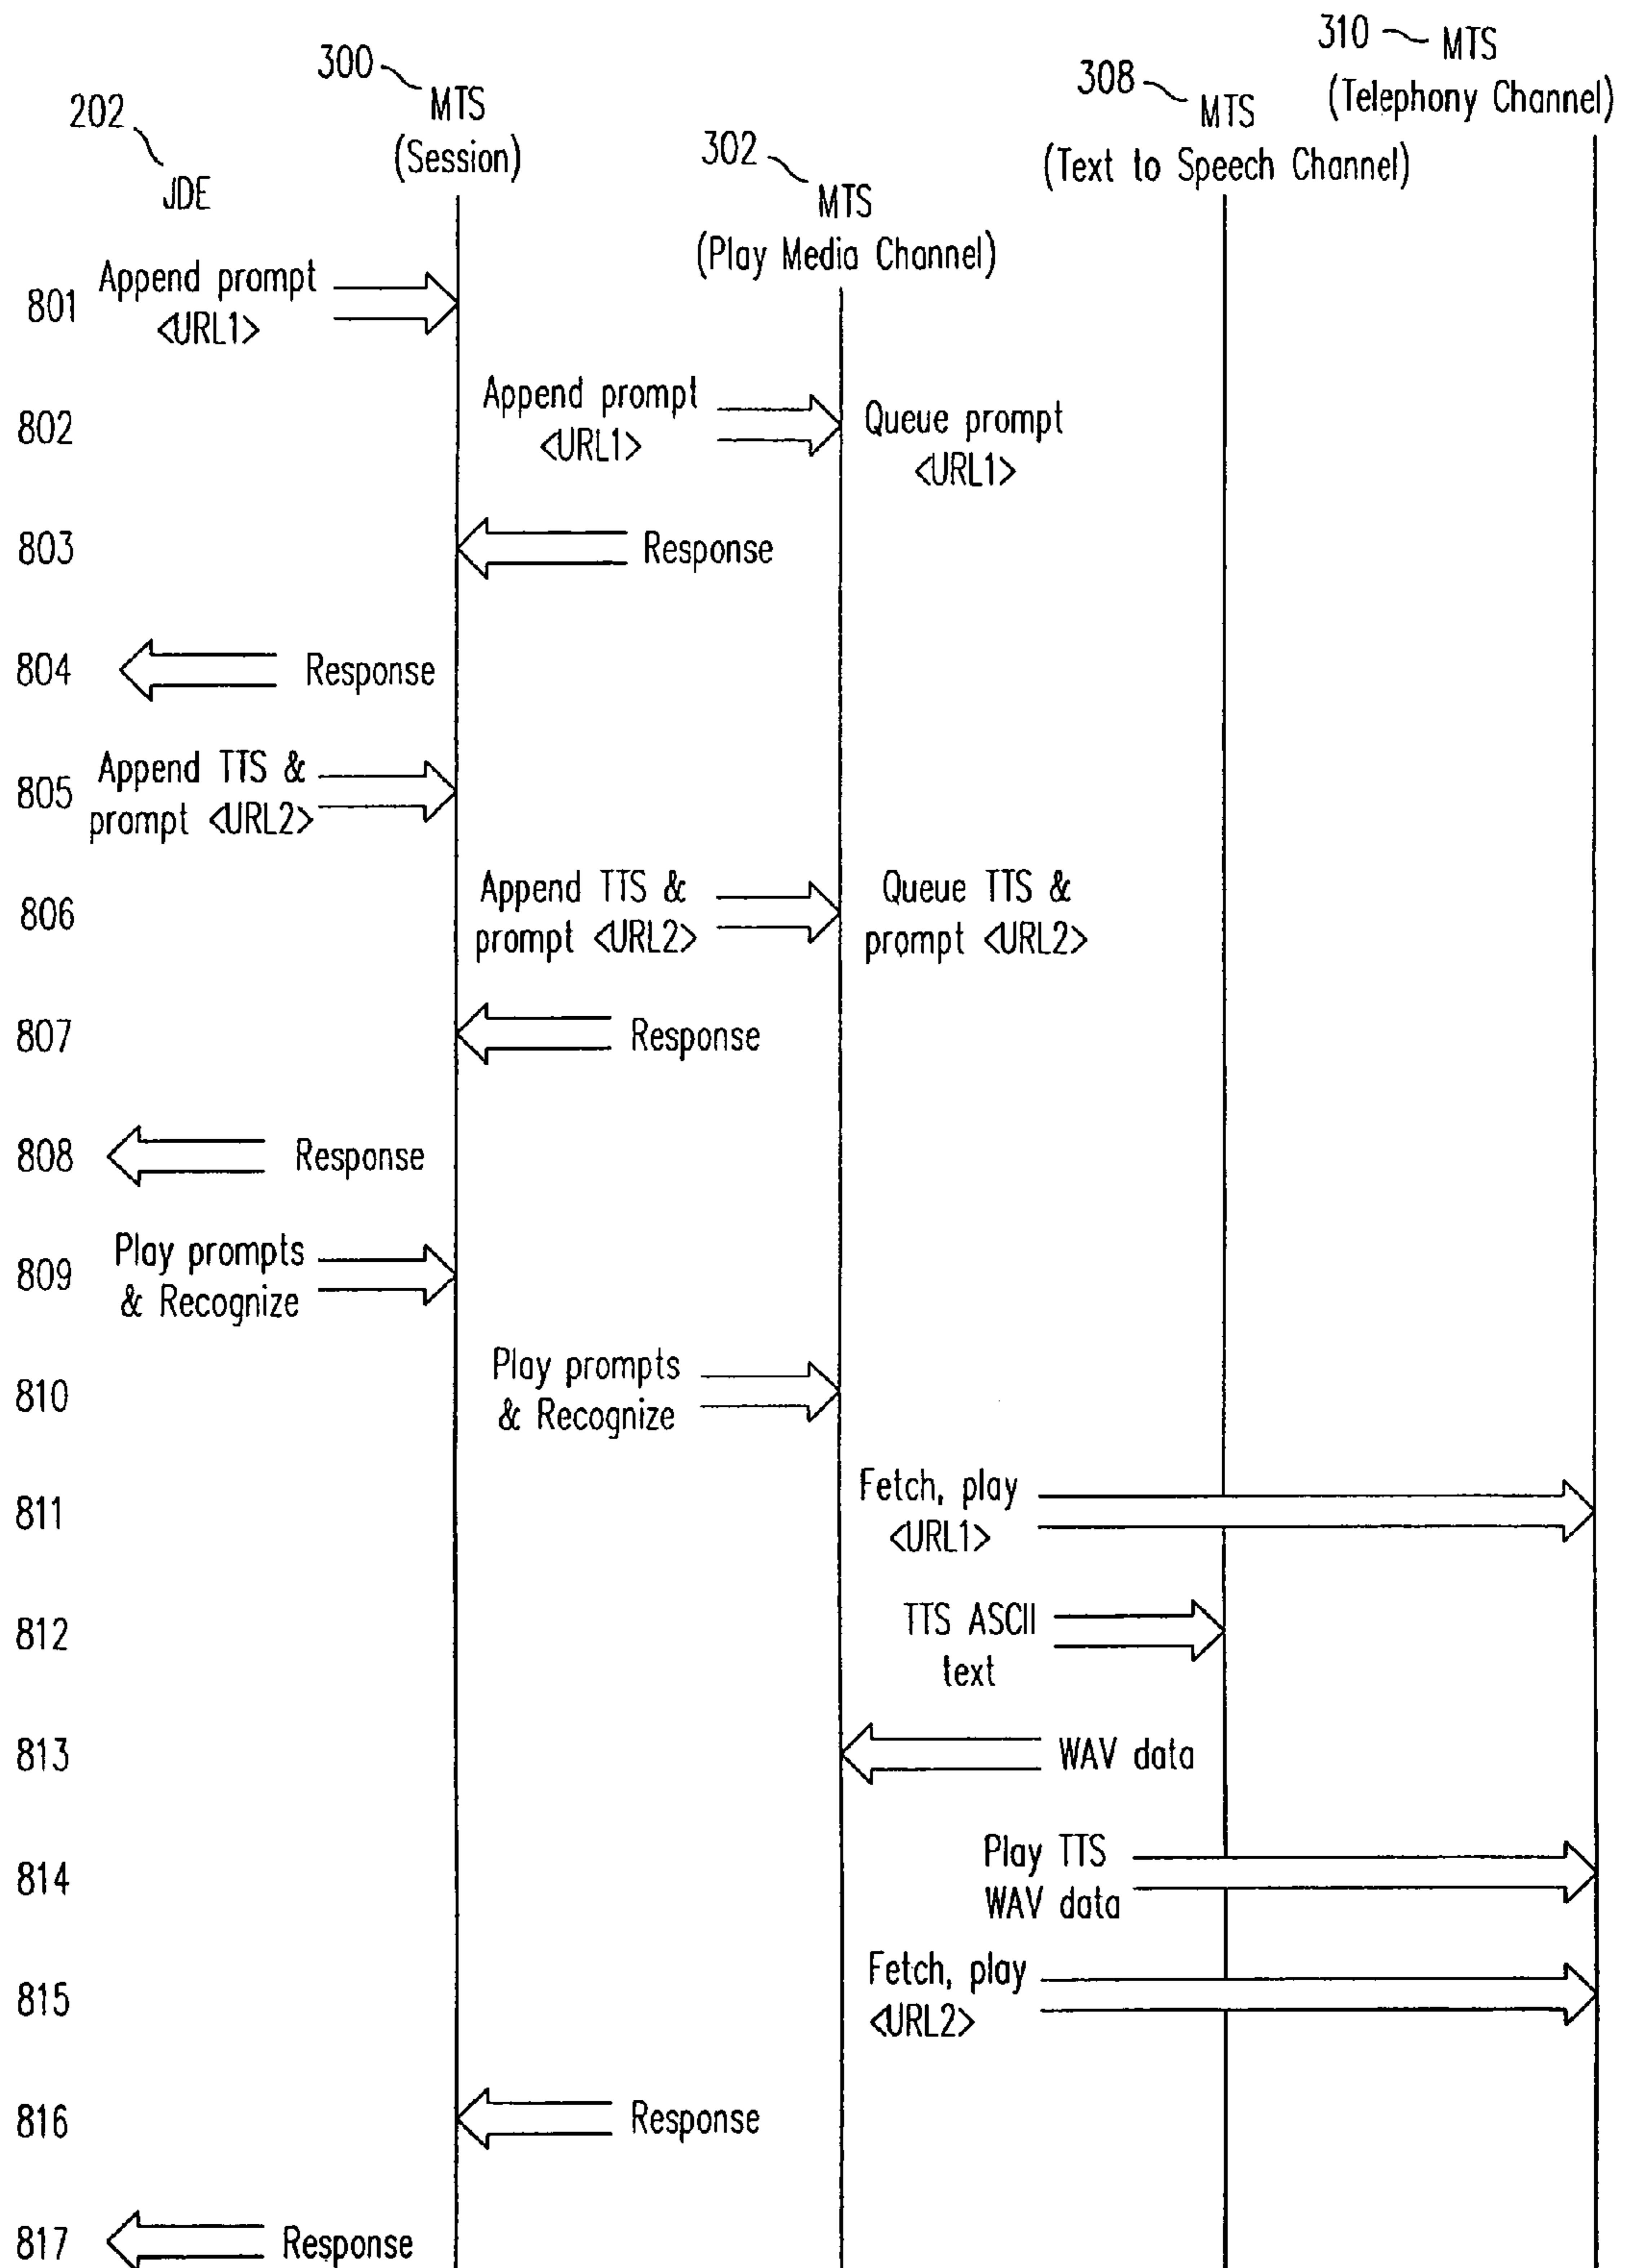 310 MTS
(Telephony Channel)
300
MTS
(Session)
308
MTS
(Text to Speech Channel)
202
JDE
302
MTS
(Play Media Channel)
801 Append prompt
<URL1>
802 Append prompt
<URL1>
Queue prompt
<URL1>
803 Response
804 Response
805 Append TTS &
prompt <URL2>
806 Append TTS &
prompt <URL2>
Queue TTS &
prompt <URL2>
807 Response
808 Response
809 Play prompts
& Recognize
810 Play prompts
& Recognize
811 Fetch, play
<URL1>
812 TTS ASCII
text
813 WAV data
814 Play TTS
WAV data
815 Fetch, play
<URL2>
816 Response
817 Response